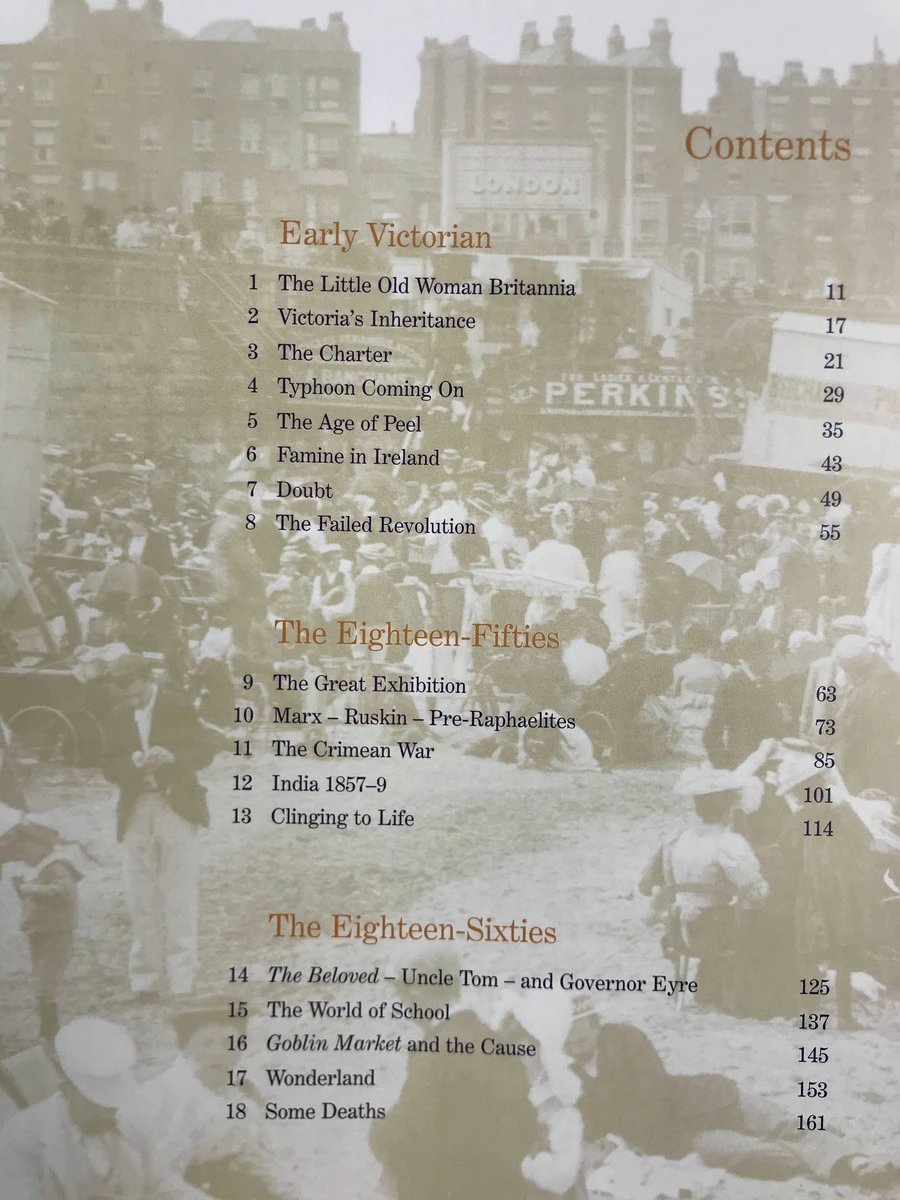 LONDON
Contents
Early Victorian
1 The Little Old Woman Britannia 11
2 Victoria's Inheritance 17
3 The Charter 21
4 Typhoon Coming On 29
PERKINS
5 The Age of Peel 35
6 Famine in Ireland 43
7 Doubt 49
8 The Failed Revolution 55
The Eighteen-Fifties
9 The Great Exhibition 63
10 Marx – Ruskin – Pre-Raphaelites 73
11 The Crimean War 85
12 India 1857–9 101
13 Clinging to Life 114
The Eighteen-Sixties
14 The Beloved – Uncle Tom – and Governor Eyre 125
15 The World of School 137
16 Goblin Market and the Cause 145
17 Wonderland 153
18 Some Deaths 161